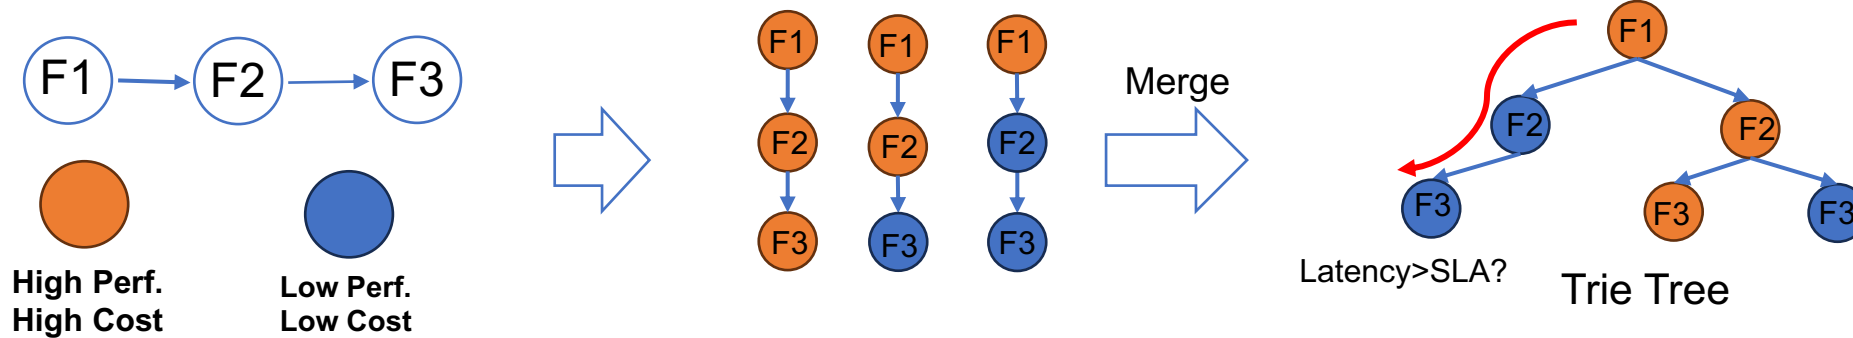 F1 F2 F3
High Perf.
High Cost
Low Perf.
Low Cost
F1 F1 F1
F2 F2 F2
F3 F3 F3
Merge
F1
F2 F2
F3 F3 F3
Latency>SLA?
Trie Tree